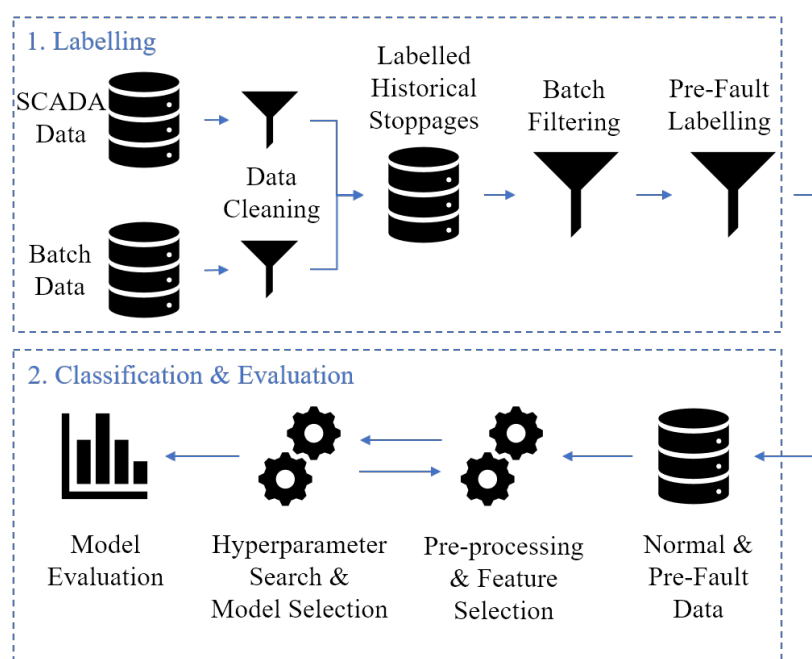 1. Labelling
SCADA
Data
Batch
Data
Data
Cleaning
Labelled
Historical
Stoppages
Batch
Filtering
Pre-Fault
Labelling
2. Classification & Evaluation
Model
Evaluation
Hyperparameter
Search &
Model Selection
Pre-processing
& Feature
Selection
Normal &
Pre-Fault
Data